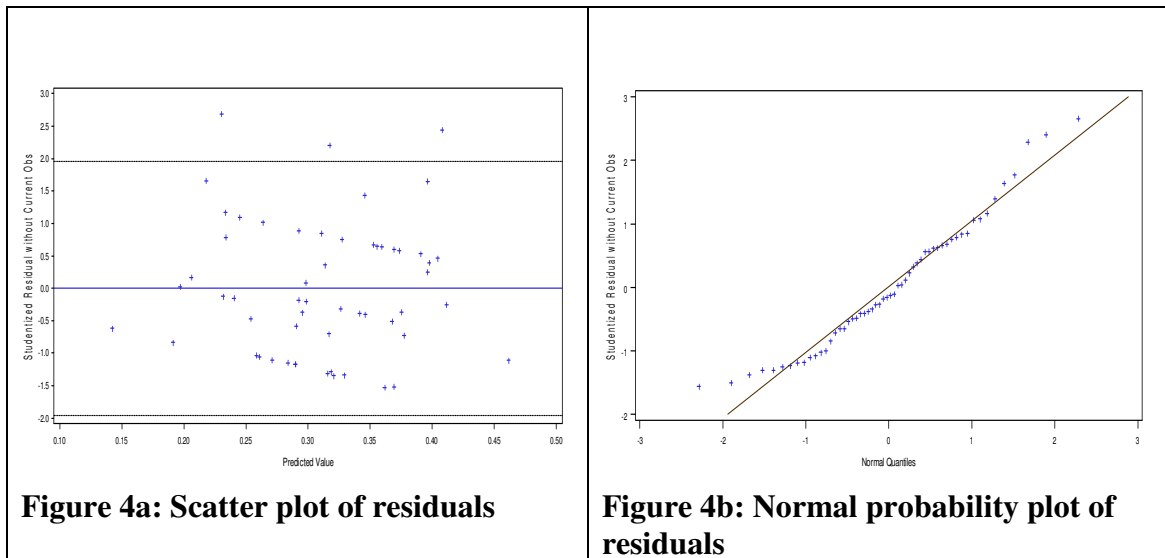 Studentized Residual without Current Obs
3.0
2.5
2.0
1.5
1.0
0.5
0.0
-0.5
-1.0
-1.5
-2.0
0.10 0.15 0.20 0.25 0.30 0.35 0.40 0.45 0.50
Predicted Value
Figure 4a: Scatter plot of residuals
Studentized Residual without Current Obs
3
2
1
0
-1
-2
-3 -2 -1 0 1 2 3
Normal Quantiles
Figure 4b: Normal probability plot of
residuals